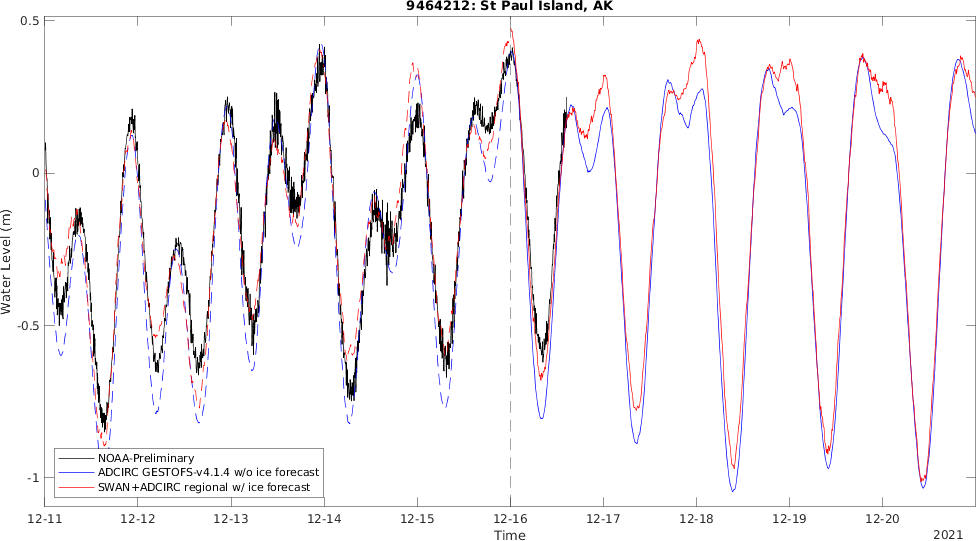 9464212: St Paul Island, AK
0.5
0
-0.5
-1
Water Level (m)
NOAA-Preliminary
ADCIRC GESTOFS-v4.1.4 w/o ice forecast
SWAN+ADCIRC regional w/ ice forecast
12-11 12-12 12-13 12-14 12-15 12-16 12-17 12-18 12-19 12-20
Time
2021